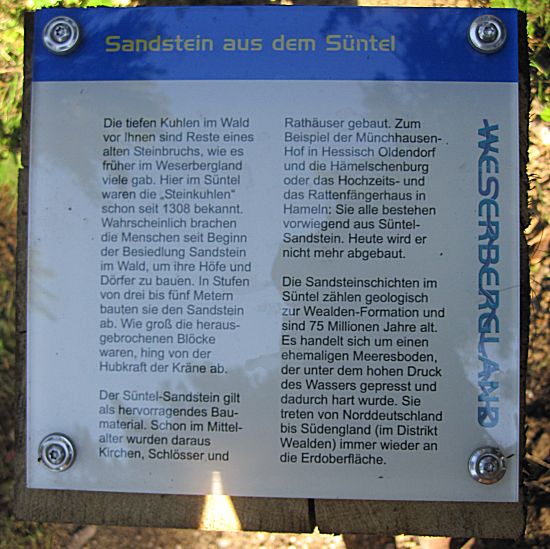 Sandstein aus dem Süntel
Die tiefen Kuhlen im Wald
vor Ihnen sind Reste eines
alten Steinbruchs, wie es
früher im Weserbergland
viele gab. Hier im Süntel
waren die „Steinkuhlen"
schon seit 1308 bekannt.
Wahrscheinlich brachen
die Menschen seit Beginn
der Besiedlung Sandstein
im Wald, um ihre Höfe und
Dörfer zu bauen. In Stufen
von drei bis fünf Metern
bauten sie den Sandstein
ab. Wie groß die heraus-
gebrochenen Blöcke
waren, hing von der
Hubkraft der Kräne ab.
Der Süntel-Sandstein gilt
als hervorragendes Bau-
material. Schon im Mittel-
alter wurden daraus
Kirchen, Schlösser und
Rathäuser gebaut. Zum
Beispiel der Münchhausen-
Hof in Hessisch Oldendorf
und die Hämelschenburg
oder das Hochzeits- und
das Rattenfängerhaus in
Hameln: Sie alle bestehen
vorwiegend aus Süntel-
Sandstein. Heute wird er
nicht mehr abgebaut.
Die Sandsteinschichten im
Süntel zählen geologisch
zur Wealden-Formation und
sind 75 Millionen Jahre alt.
Es handelt sich um einen
ehemaligen Meeresboden,
der unter dem hohen Druck
des Wassers gepresst und
dadurch hart wurde. Sie
treten von Norddeutschland
bis Südengland (im Distrikt
Wealden) immer wieder an
die Erdoberfläche.
WESERBERGLAND